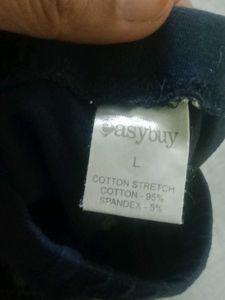 easybuy
L
COTTON STRETCH
COTTON - 95%
SPANDEX - 5%